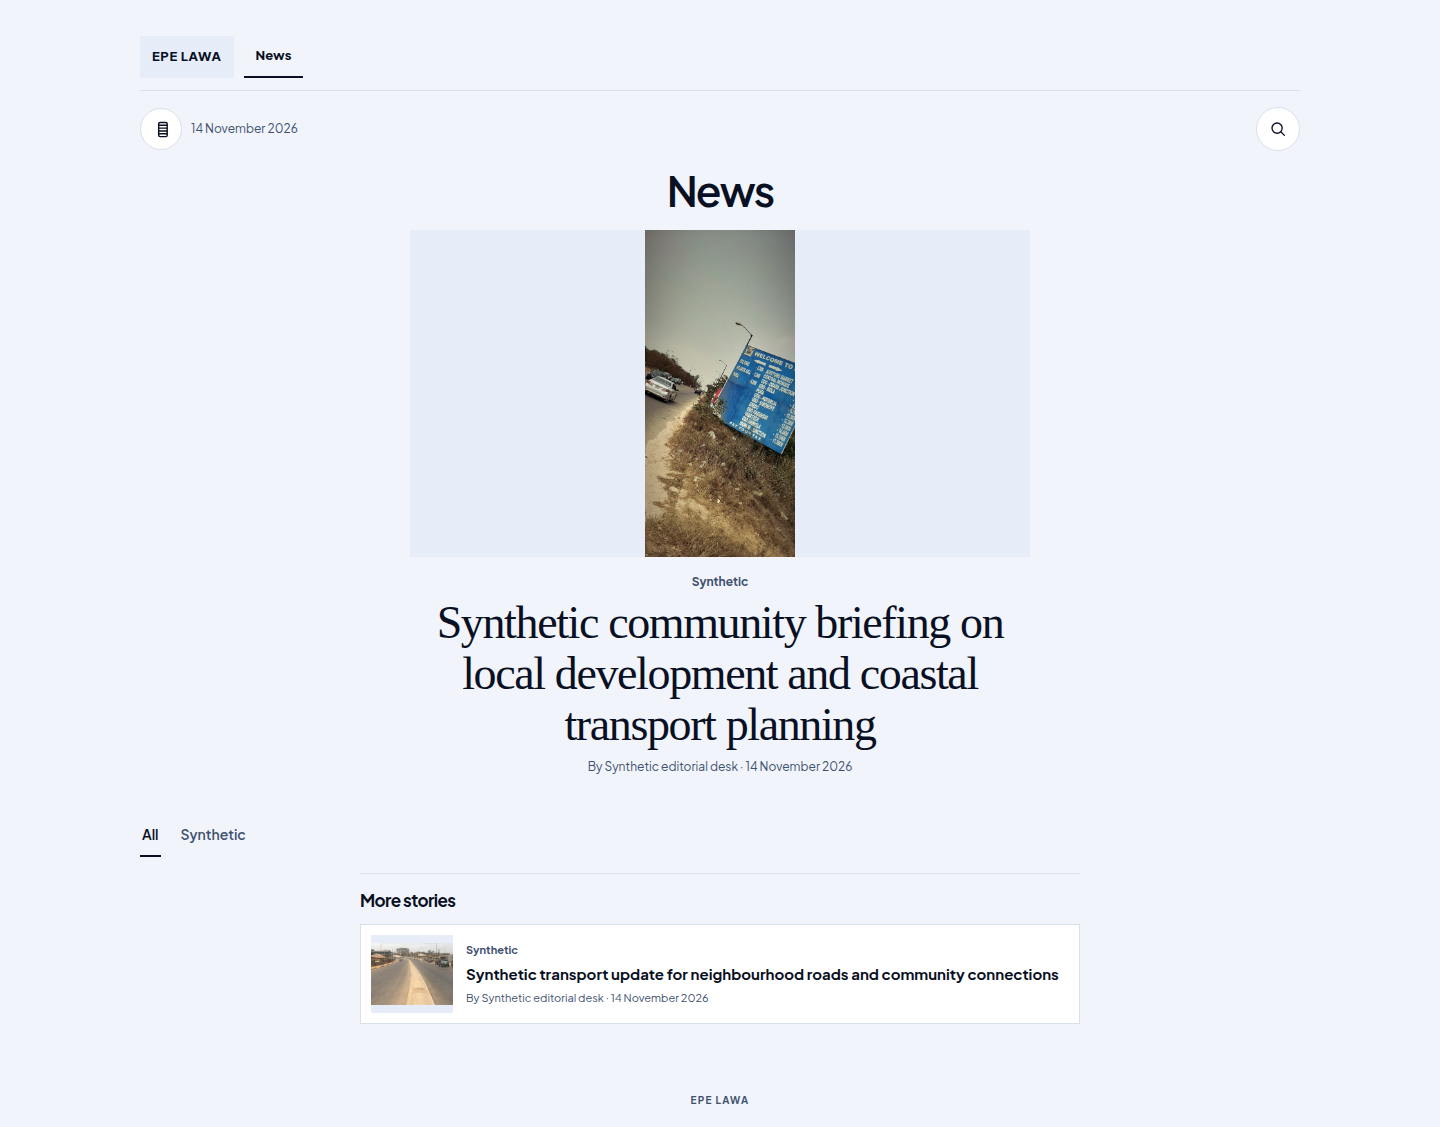 EPE LAWA
News
14 November 2026
News
WELCOME TO
Synthetic
Synthetic community briefing on
local development and coastal
transport planning
By Synthetic editorial desk · 14 November 2026
All
Synthetic
More stories
Synthetic
Synthetic transport update for neighbourhood roads and community connections
By Synthetic editorial desk · 14 November 2026
EPE LAWA